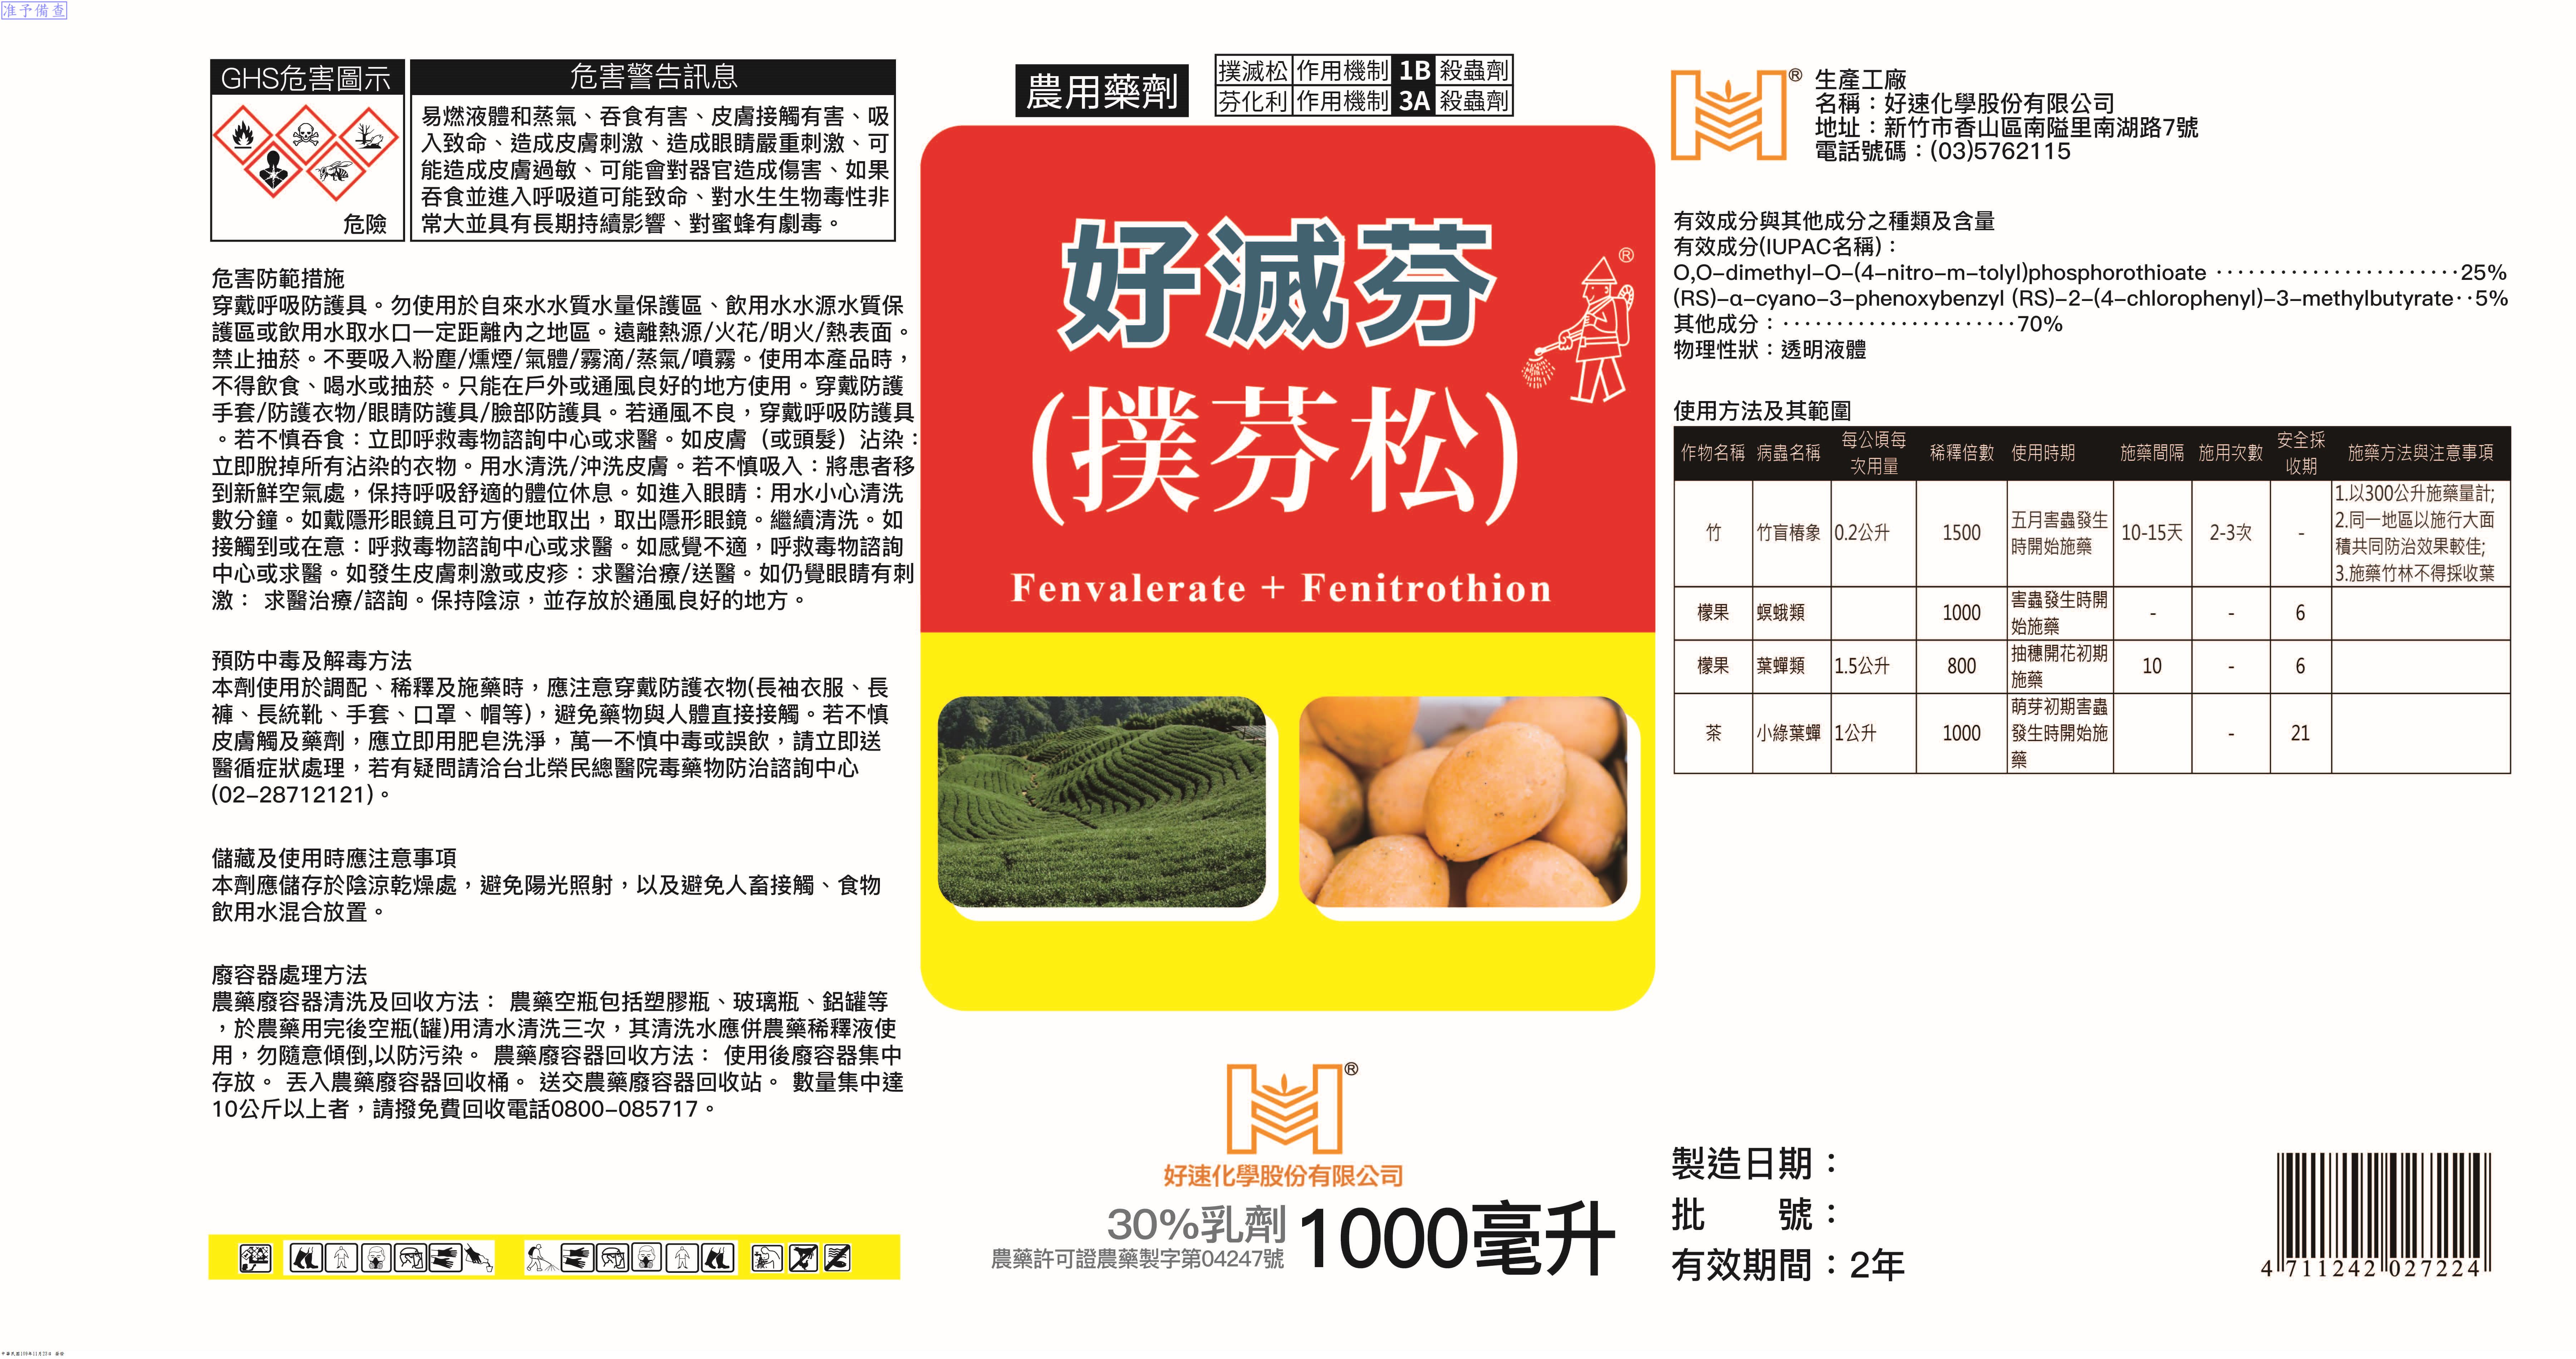 准予備查
GHS危害圖示
危險
危害警告訊息
易燃液體和蒸氣、吞食有害、皮膚接觸有害、吸
入致命、造成皮膚刺激、造成眼睛嚴重刺激、可
能造成皮膚過敏、可能會對器官造成傷害、如果
吞食並進入呼吸道可能致命、對水生生物毒性非
常大並具有長期持續影響、對蜜蜂有劇毒。
危害防範措施
穿戴呼吸防護具。勿使用於自來水水質水量保護區、飲用水水源水質保
護區或飲用水取水口一定距離內之地區。遠離熱源/火花/明火/熱表面。
禁止抽菸。不要吸入粉塵/燻煙/氣體/霧滴/蒸氣/噴霧。使用本產品時，
不得飲食、喝水或抽菸。只能在戶外或通風良好的地方使用。穿戴防護
手套/防護衣物/眼睛防護具/臉部防護具。若通風不良，穿戴呼吸防護具
。若不慎吞食：立即呼救毒物諮詢中心或求醫。如皮膚（或頭髮）沾染：
立即脫掉所有沾染的衣物。用水清洗/沖洗皮膚。若不慎吸入：將患者移
到新鮮空氣處，保持呼吸舒適的體位休息。如進入眼睛：用水小心清洗
數分鐘。如戴隱形眼鏡且可方便地取出，取出隱形眼鏡。繼續清洗。如
接觸到或在意：呼救毒物諮詢中心或求醫。如感覺不適，呼救毒物諮詢
中心或求醫。如發生皮膚刺激或皮疹：求醫治療/送醫。如仍覺眼睛有刺
激： 求醫治療/諮詢。保持陰涼，並存放於通風良好的地方。
預防中毒及解毒方法
本劑使用於調配、稀釋及施藥時，應注意穿戴防護衣物(長袖衣服、長
褲、長統靴、手套、口罩、帽等)，避免藥物與人體直接接觸。若不慎
皮膚觸及藥劑，應立即用肥皂洗淨，萬一不慎中毒或誤飲，請立即送
醫循症狀處理，若有疑問請洽台北榮民總醫院毒藥物防治諮詢中心
(02-28712121)。
儲藏及使用時應注意事項
本劑應儲存於陰涼乾燥處，避免陽光照射，以及避免人畜接觸、食物
飲用水混合放置。
廢容器處理方法
農藥廢容器清洗及回收方法： 農藥空瓶包括塑膠瓶、玻璃瓶、鋁罐等
，於農藥用完後空瓶(罐)用清水清洗三次，其清洗水應併農藥稀釋液使
用，勿隨意傾倒,以防污染。 農藥廢容器回收方法： 使用後廢容器集中
存放。 丟入農藥廢容器回收桶。 送交農藥廢容器回收站。 數量集中達
10公斤以上者，請撥免費回收電話0800-085717。
農用藥劑
撲滅松 作用機制 1B 殺蟲劑
芬化利 作用機制 3A 殺蟲劑
好滅芬
®
(撲芬松)
Fenvalerate + Fenitrothion
®
好速化學股份有限公司
30%乳劑
農藥許可證農藥製字第04247號
1000毫升
®
生產工廠
名稱：好速化學股份有限公司
地址：新竹市香山區南隘里南湖路7號
電話號碼：(03)5762115
有效成分與其他成分之種類及含量
有效成分(IUPAC名稱)：
O,O-dimethyl-O-(4-nitro-m-tolyl)phosphorothioate ·······················25%
(RS)-α-cyano-3-phenoxybenzyl (RS)-2-(4-chlorophenyl)-3-methylbutyrate··5%
其他成分：······················70%
物理性狀：透明液體
使用方法及其範圍
作物名稱 病蟲名稱 每公頃每次用量 稀釋倍數 使用時期 施藥間隔 施用次數 安全採收期 施藥方法與注意事項
竹 竹盲椿象 0.2公升 1500 五月害蟲發生時開始施藥 10-15天 2-3次 - 1.以300公升施藥量計;
2.同一地區以施行大面
積共同防治效果較佳;
3.施藥竹林不得採收葉
檬果 螟蛾類 1000 害蟲發生時開始施藥 - - 6
檬果 葉蟬類 1.5公升 800 抽穗開花初期施藥 10 - 6
茶 小綠葉蟬 1公升 1000 萌芽初期害蟲發生時開始施藥 - 21
製造日期：
批　　號：
有效期間：2年
4 711242 027224